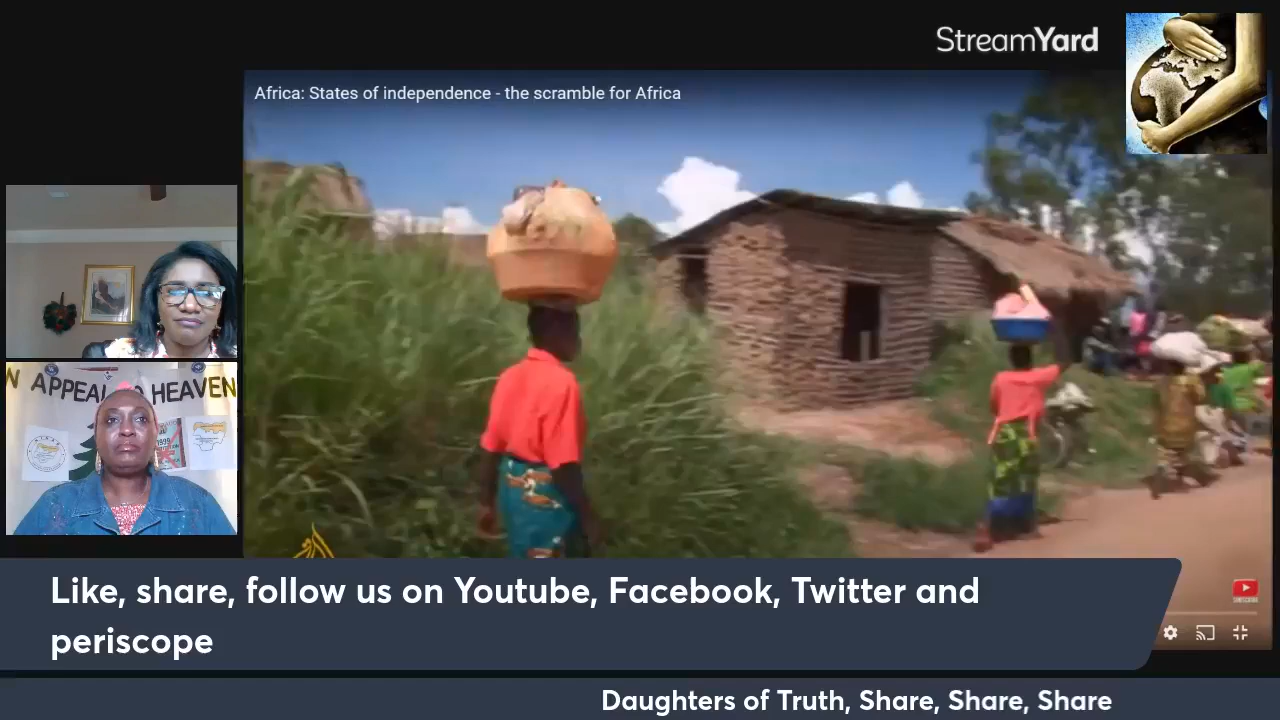 StreamYard
Africa: States of independence - the scramble for Africa
N APPEAL O HEAVEN
Like, share, follow us on Youtube, Facebook, Twitter and
periscope
Daughters of Truth, Share, Share, Share